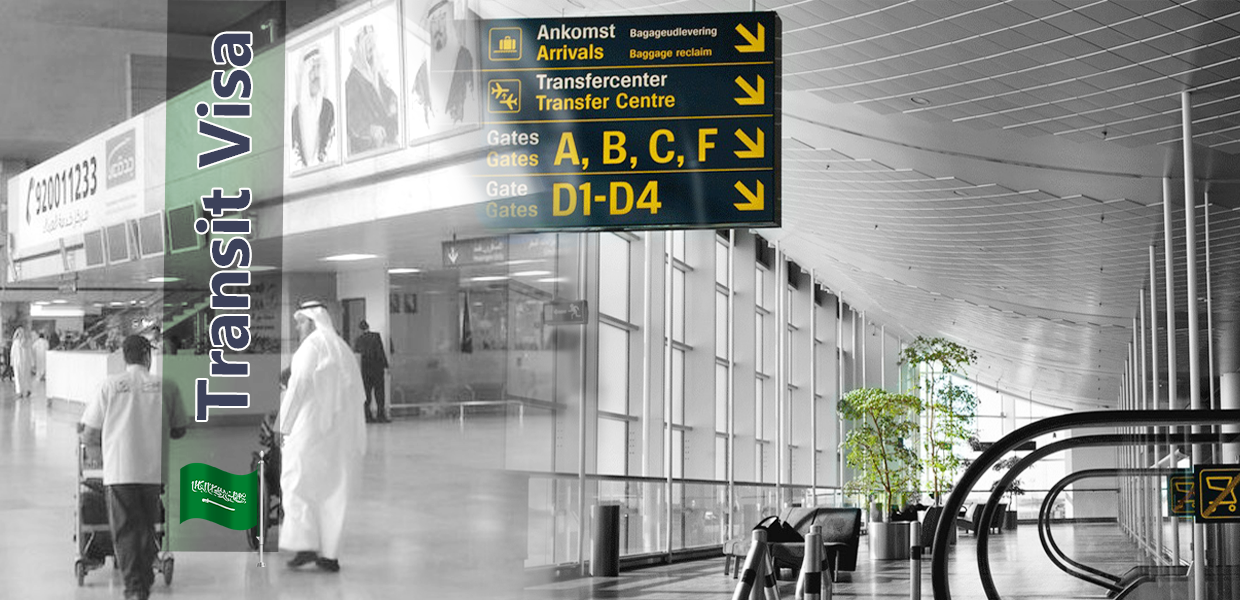 Transit Visa
920011233
Ankomst Bagageudlevering
Arrivals Baggage reclaim
Transfercenter
Transfer Centre
Gates
Gates A, B, C, F
Gate
Gates D1-D4